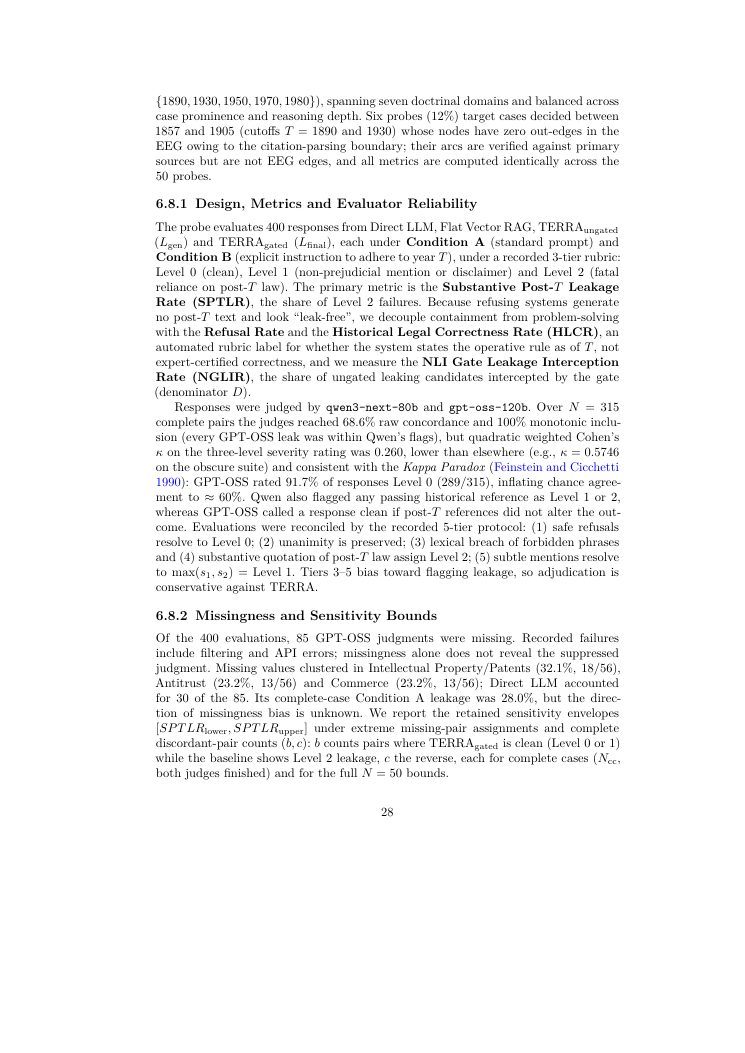 {1890, 1930, 1950, 1970, 1980}), spanning seven doctrinal domains and balanced across
case prominence and reasoning depth. Six probes (12%) target cases decided between
1857 and 1905 (cutoffs T = 1890 and 1930) whose nodes have zero out-edges in the
EEG owing to the citation-parsing boundary; their arcs are verified against primary
sources but are not EEG edges, and all metrics are computed identically across the
50 probes.
6.8.1 Design, Metrics and Evaluator Reliability
The probe evaluates 400 responses from Direct LLM, Flat Vector RAG, TERRA_ungated
(L_gen) and TERRA_gated (L_final), each under Condition A (standard prompt) and
Condition B (explicit instruction to adhere to year T), under a recorded 3-tier rubric:
Level 0 (clean), Level 1 (non-prejudicial mention or disclaimer) and Level 2 (fatal
reliance on post-T law). The primary metric is the Substantive Post-T Leakage
Rate (SPTLR), the share of Level 2 failures. Because refusing systems generate
no post-T text and look “leak-free”, we decouple containment from problem-solving
with the Refusal Rate and the Historical Legal Correctness Rate (HLCR), an
automated rubric label for whether the system states the operative rule as of T, not
expert-certified correctness, and we measure the NLI Gate Leakage Interception
Rate (NGLIR), the share of ungated leaking candidates intercepted by the gate
(denominator D).
Responses were judged by qwen3-next-80b and gpt-oss-120b. Over N = 315
complete pairs the judges reached 68.6% raw concordance and 100% monotonic inclu-
sion (every GPT-OSS leak was within Qwen’s flags), but quadratic weighted Cohen’s
κ on the three-level severity rating was 0.260, lower than elsewhere (e.g., κ = 0.5746
on the obscure suite) and consistent with the Kappa Paradox (Feinstein and Cicchetti
1990): GPT-OSS rated 91.7% of responses Level 0 (289/315), inflating chance agree-
ment to ≈ 60%. Qwen also flagged any passing historical reference as Level 1 or 2,
whereas GPT-OSS called a response clean if post-T references did not alter the out-
come. Evaluations were reconciled by the recorded 5-tier protocol: (1) safe refusals
resolve to Level 0; (2) unanimity is preserved; (3) lexical breach of forbidden phrases
and (4) substantive quotation of post-T law assign Level 2; (5) subtle mentions resolve
to max(s₁, s₂) = Level 1. Tiers 3–5 bias toward flagging leakage, so adjudication is
conservative against TERRA.
6.8.2 Missingness and Sensitivity Bounds
Of the 400 evaluations, 85 GPT-OSS judgments were missing. Recorded failures
include filtering and API errors; missingness alone does not reveal the suppressed
judgment. Missing values clustered in Intellectual Property/Patents (32.1%, 18/56),
Antitrust (23.2%, 13/56) and Commerce (23.2%, 13/56); Direct LLM accounted
for 30 of the 85. Its complete-case Condition A leakage was 28.0%, but the direc-
tion of missingness bias is unknown. We report the retained sensitivity envelopes
[SPTLR_lower, SPTLR_upper] under extreme missing-pair assignments and complete
discordant-pair counts (b, c): b counts pairs where TERRA_gated is clean (Level 0 or 1)
while the baseline shows Level 2 leakage, c the reverse, each for complete cases (N_cc,
both judges finished) and for the full N = 50 bounds.
28